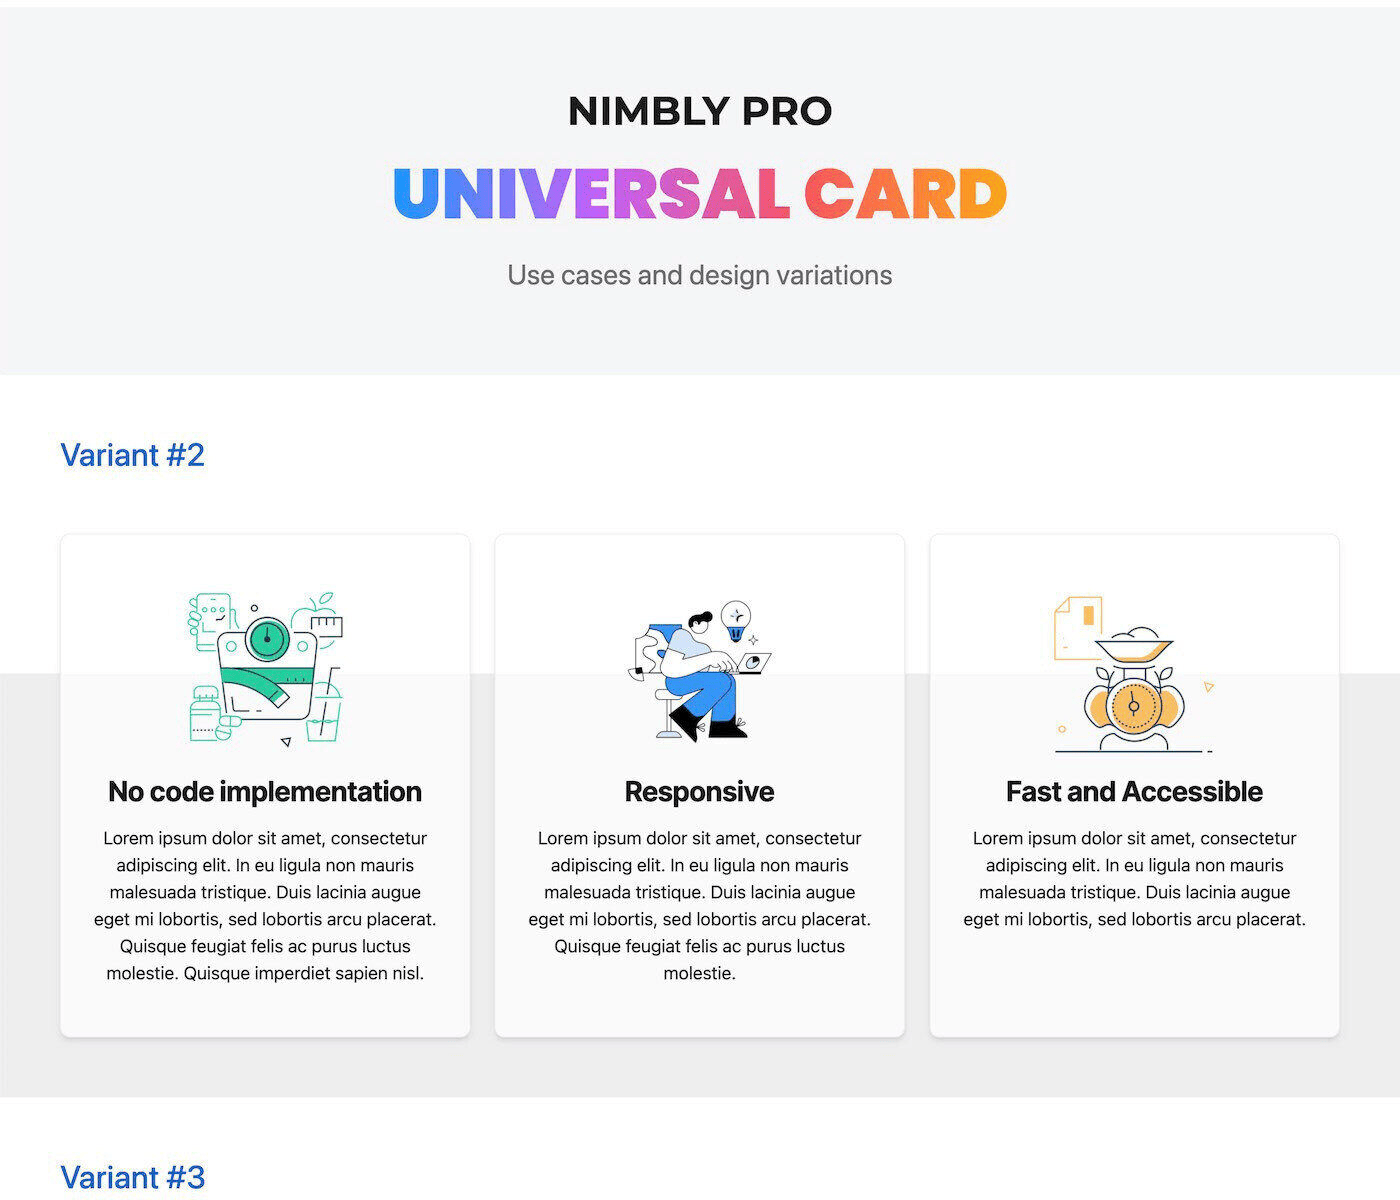 NIMBLY PRO
UNIVERSAL CARD
Use cases and design variations
Variant #2
No code implementation
Lorem ipsum dolor sit amet, consectetur
adipiscing elit. In eu ligula non mauris
malesuada tristique. Duis lacinia augue
eget mi lobortis, sed lobortis arcu placerat.
Quisque feugiat felis ac purus luctus
molestie. Quisque imperdiet sapien nisl.
Responsive
Lorem ipsum dolor sit amet, consectetur
adipiscing elit. In eu ligula non mauris
malesuada tristique. Duis lacinia augue
eget mi lobortis, sed lobortis arcu placerat.
Quisque feugiat felis ac purus luctus
molestie.
Fast and Accessible
Lorem ipsum dolor sit amet, consectetur
adipiscing elit. In eu ligula non mauris
malesuada tristique. Duis lacinia augue
eget mi lobortis, sed lobortis arcu placerat.
Variant #3